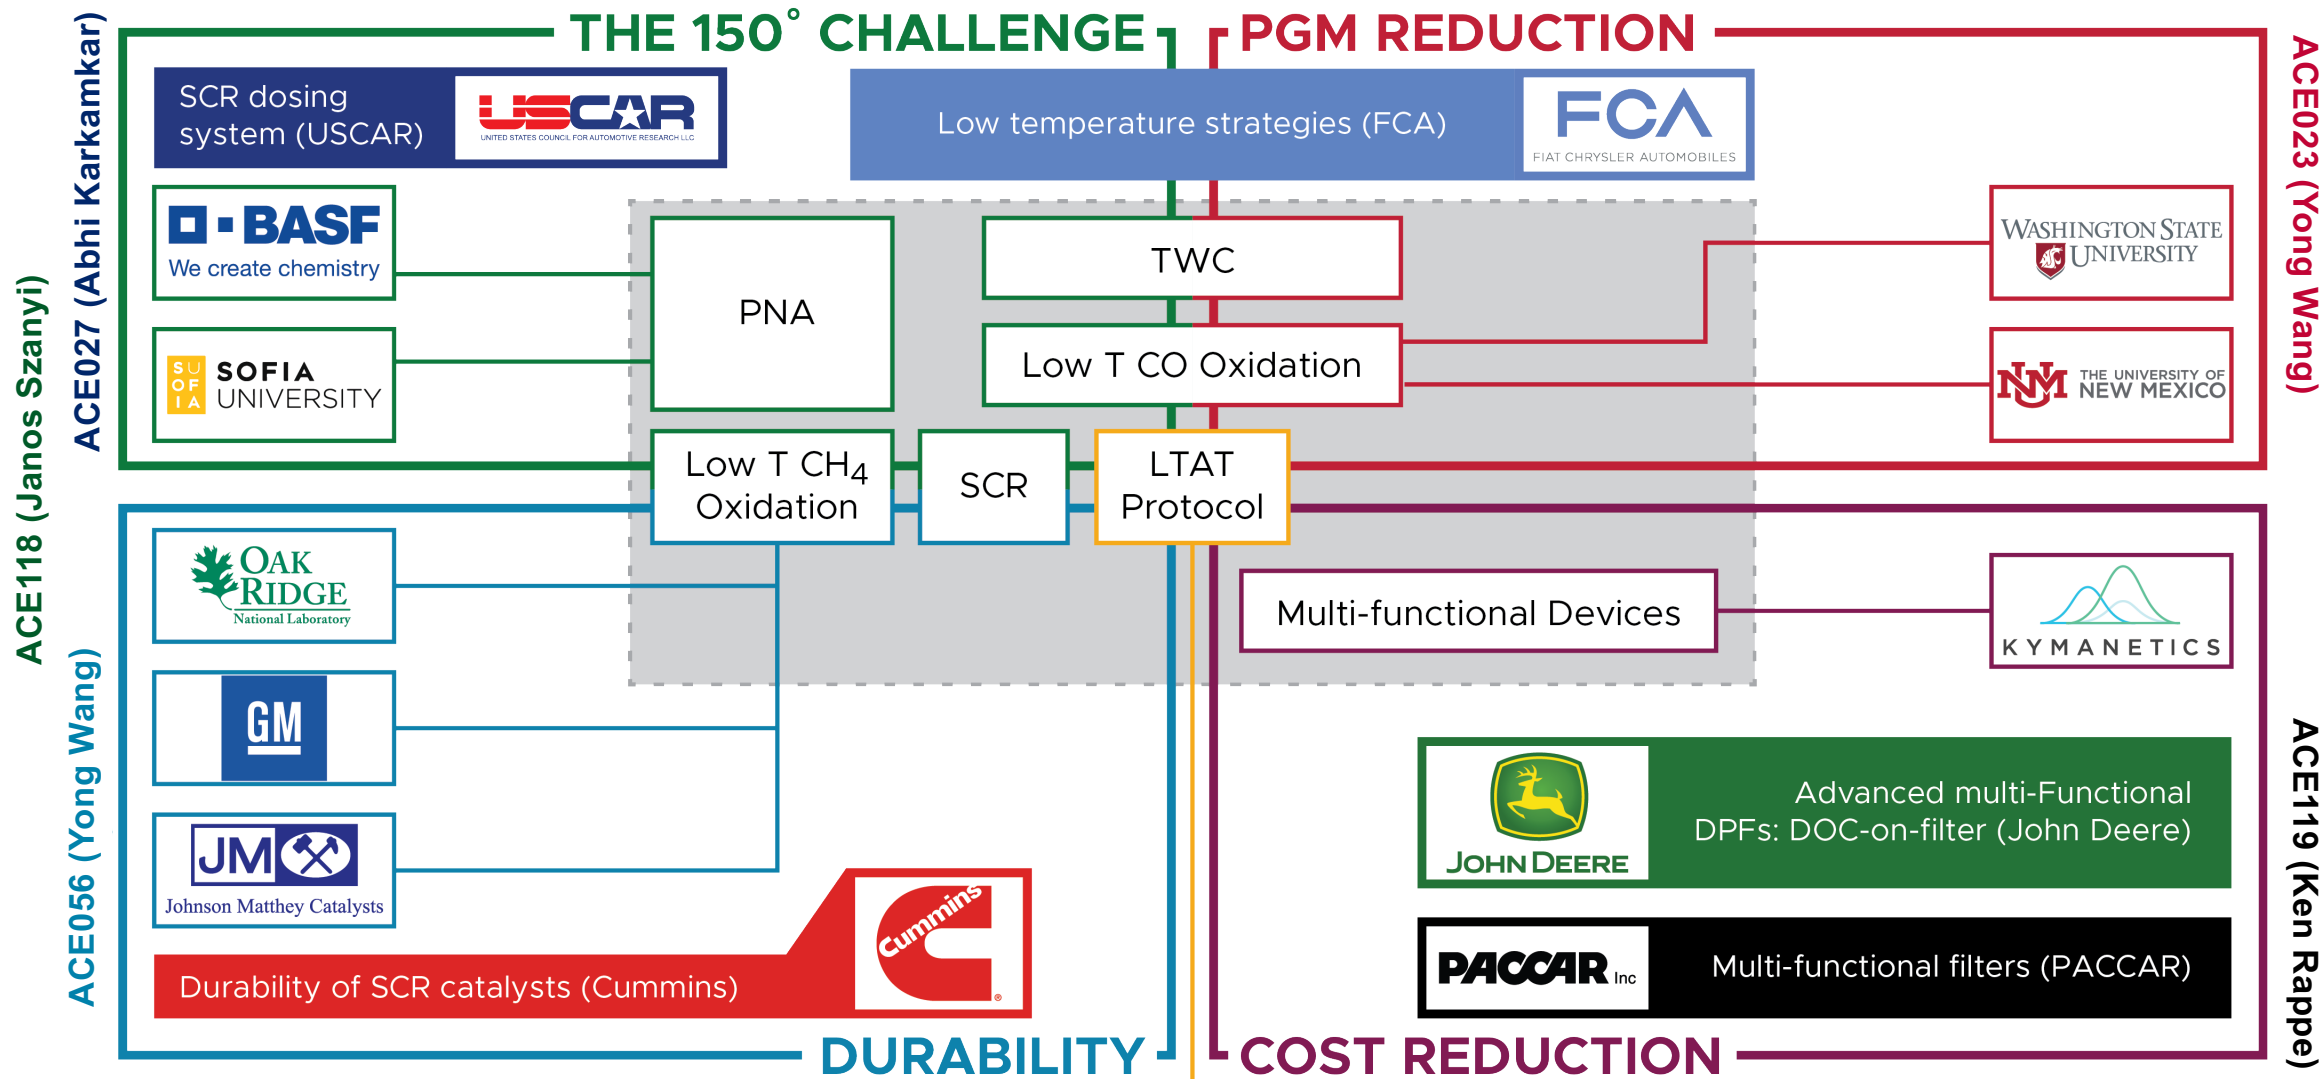 THE 150° CHALLENGE
PGM REDUCTION
ACE027 (Abhi Karkamkar)
ACE118 (Janos Szanyi)
ACE056 (Yong Wang)
ACE023 (Yong Wang)
ACE119 (Ken Rappe)
SCR dosing
system (USCAR)
USCAR
UNITED STATES COUNCIL FOR AUTOMOTIVE RESEARCH LLC
Low temperature strategies (FCA)
FCA
FIAT CHRYSLER AUTOMOBILES
BASF
We create chemistry
SU
OF
IA
SOFIA
UNIVERSITY
PNA
TWC
Low T CO Oxidation
WASHINGTON STATE
UNIVERSITY
NM
THE UNIVERSITY OF
NEW MEXICO
Low T CH4
Oxidation
SCR
LTAT
Protocol
OAK
RIDGE
National Laboratory
GM
JM
Johnson Matthey Catalysts
Multi-functional Devices
KYMANETICS
JOHN DEERE
Advanced multi-Functional
DPFs: DOC-on-filter (John Deere)
PACCAR Inc
Multi-functional filters (PACCAR)
Durability of SCR catalysts (Cummins)
Cummins
®
DURABILITY
COST REDUCTION